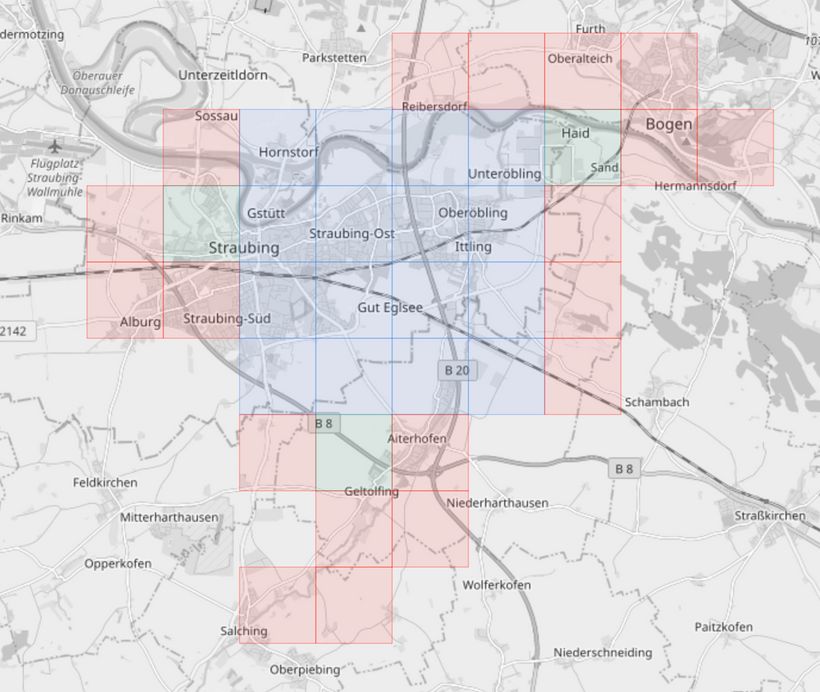 dermotzing
Furth
Parkstetten
Oberalteich
Oberauer
Donauschleife
Unterzeitldorn
Reibersdorf
Sossau
Bogen
Haid
Hornstorf
Flugplatz
Straubing-
Wallmühle
Sand
Unteröbling
Hermannsdorf
Rinkam
Gstütt
Oberöbling
Straubing-Ost
Straubing
Ittling
Gut Eglsee
Alburg
Straubing-Süd
2142
B 20
Schambach
B 8
Aiterhofen
B 8
Feldkirchen
Geltolfing
Niederharthausen
Mitterharthausen
Straßkirchen
Opperkofen
Wolferkofen
Salching
Paitzkofen
Niederschneiding
Oberpiebing